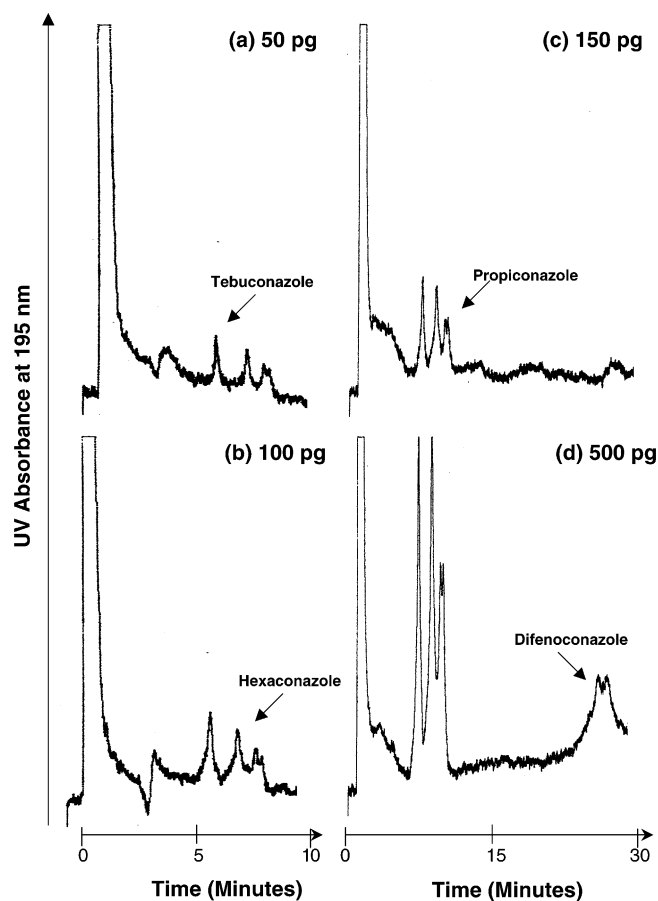 (a) 50 pg
Tebuconazole
(c) 150 pg
Propiconazole
UV Absorbance at 195 nm
(b) 100 pg
Hexaconazole
(d) 500 pg
Difenoconazole
0 5 10
Time (Minutes)
0 15 30
Time (Minutes)